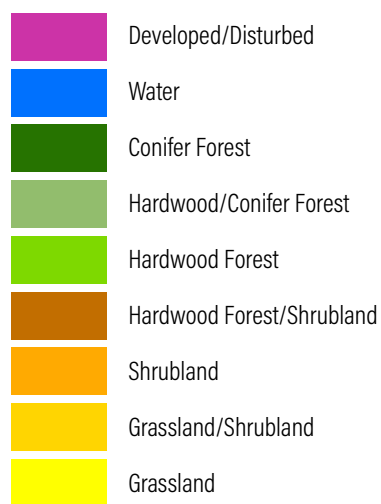 Developed/Disturbed
Water
Conifer Forest
Hardwood/Conifer Forest
Hardwood Forest
Hardwood Forest/Shrubland
Shrubland
Grassland/Shrubland
Grassland